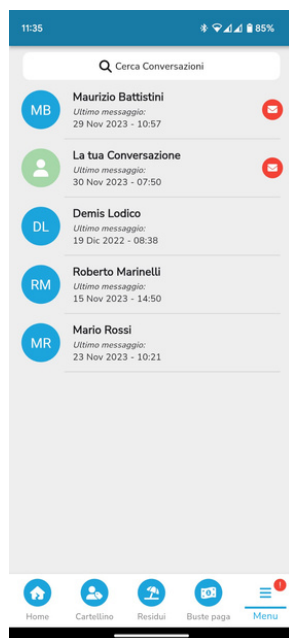 11:35
85%
Cerca Conversazioni
MB
Maurizio Battistini
Ultimo messaggio:
29 Nov 2023 - 10:57
La tua Conversazione
Ultimo messaggio:
30 Nov 2023 - 07:50
DL
Demis Lodico
Ultimo messaggio:
19 Dic 2022 - 08:38
RM
Roberto Marinelli
Ultimo messaggio:
15 Nov 2023 - 14:50
MR
Mario Rossi
Ultimo messaggio:
23 Nov 2023 - 10:21
!
Home Cartellino Residui Buste paga Menu